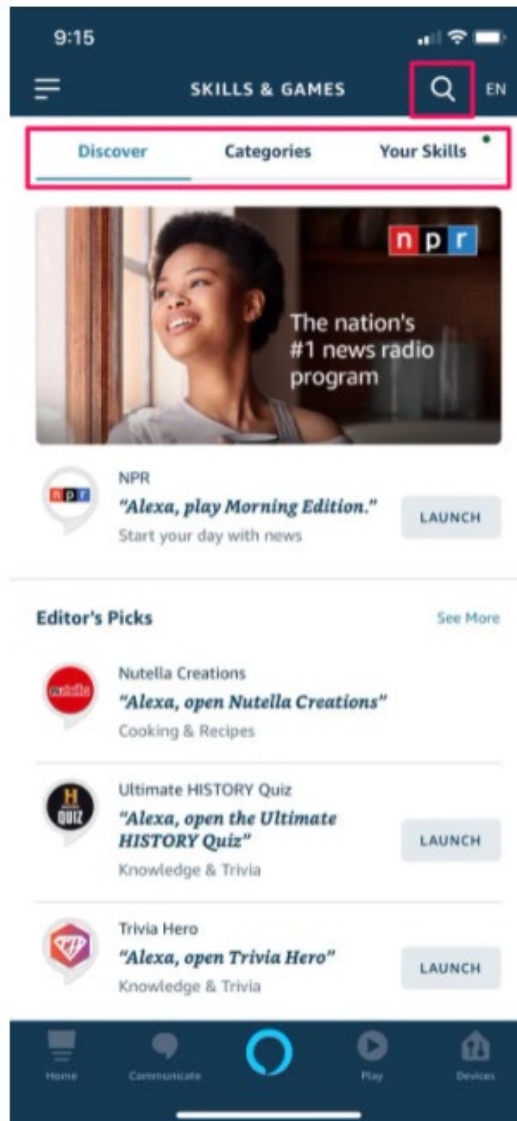 9:15
SKILLS & GAMES
EN
Discover Categories Your Skills
npr
The nation's
#1 news radio
program
npr
NPR
“Alexa, play Morning Edition.”
Start your day with news
LAUNCH
Editor's Picks See More
nutella
Nutella Creations
“Alexa, open Nutella Creations”
Cooking & Recipes
H
QUIZ
Ultimate HISTORY Quiz
“Alexa, open the Ultimate
HISTORY Quiz”
Knowledge & Trivia
LAUNCH
Trivia Hero
“Alexa, open Trivia Hero”
Knowledge & Trivia
LAUNCH
Home Communicate Play Devices